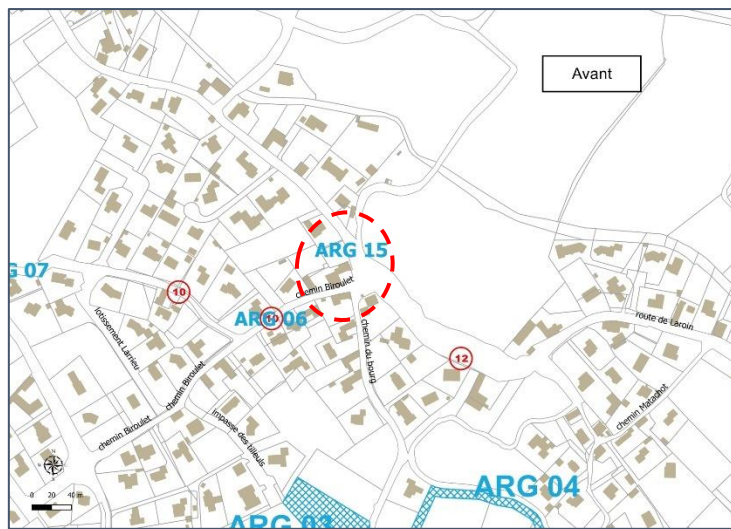 Avant
ARG 15
G 07
10
chemin Biroulet
10
ARG 06
lotissement Larrieu
chemin Biroulet
chemin du bourg
12
route de Laroin
chemin Matachot
chemin Biroulet
Impasse des tilleuls
ARG 04
ARG 03
0 20 40 m